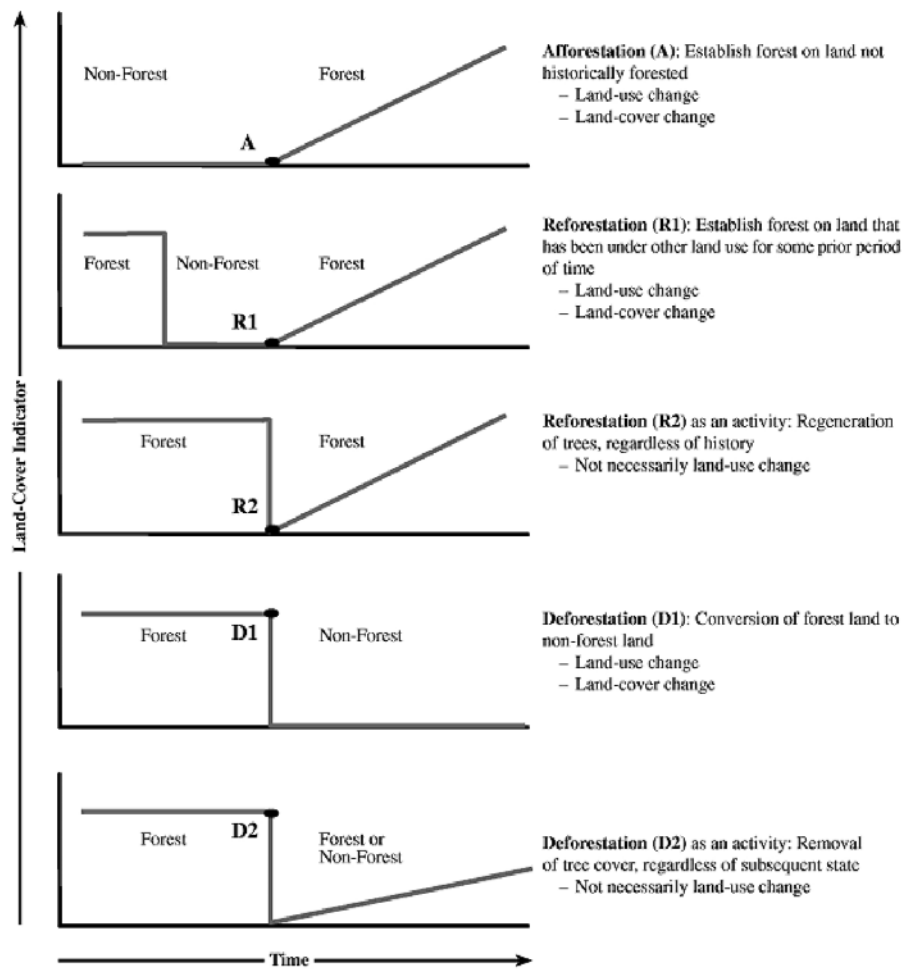 Non-Forest
Forest
A
Afforestation (A): Establish forest on land not
historically forested
– Land-use change
– Land-cover change
Forest
Non-Forest
Forest
R1
Reforestation (R1): Establish forest on land that
has been under other land use for some prior period
of time
– Land-use change
– Land-cover change
Forest
Forest
R2
Reforestation (R2) as an activity: Regeneration
of trees, regardless of history
– Not necessarily land-use change
Forest
D1
Non-Forest
Deforestation (D1): Conversion of forest land to
non-forest land
– Land-use change
– Land-cover change
Forest
D2
Forest or
Non-Forest
Deforestation (D2) as an activity: Removal
of tree cover, regardless of subsequent state
– Not necessarily land-use change
Land-Cover Indicator
Time